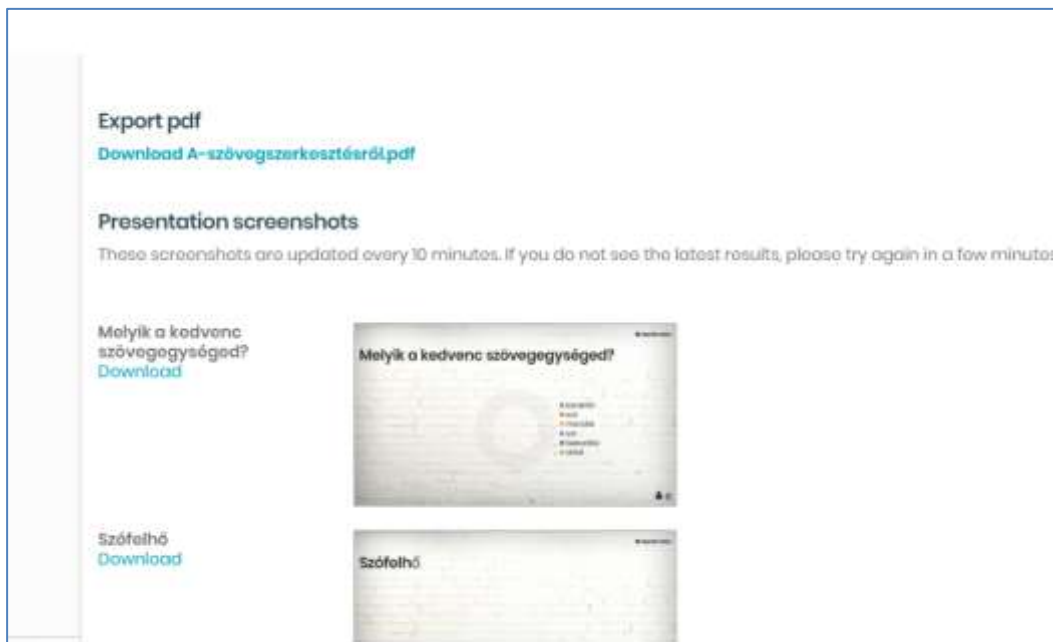 Export pdf
Download A-szövegszerkesztésről.pdf
Presentation screenshots
These screenshots are updated every 10 minutes. If you do not see the latest results, please try again in a few minutes
Melyik a kedvenc
szövegegységed?
Download
Melyik a kedvenc szövegegységed?
Szófelhő
Download
Szófelhő